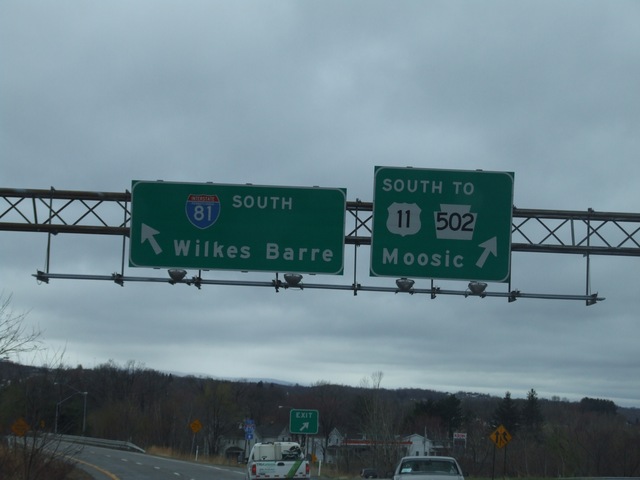 INTERSTATE
81 SOUTH
Wilkes Barre
SOUTH TO
11 502
Moosic
EXIT